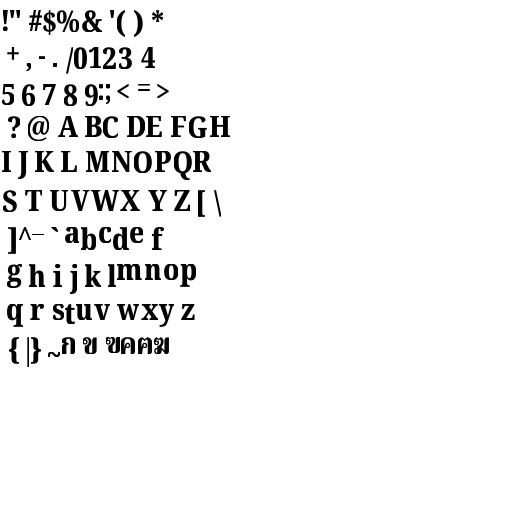 !" #$%& '( ) *
+ , - . /0123 4
5 6 7 8 9:; < = >
? @ A BC DE FGH
I J K L MNOPQR
S T UVWX Y Z [ \
]^_ ` abcde f
g h i j k lmnop
q r stuv wxy z
{ |} ~ก ข ฃคฅฆ